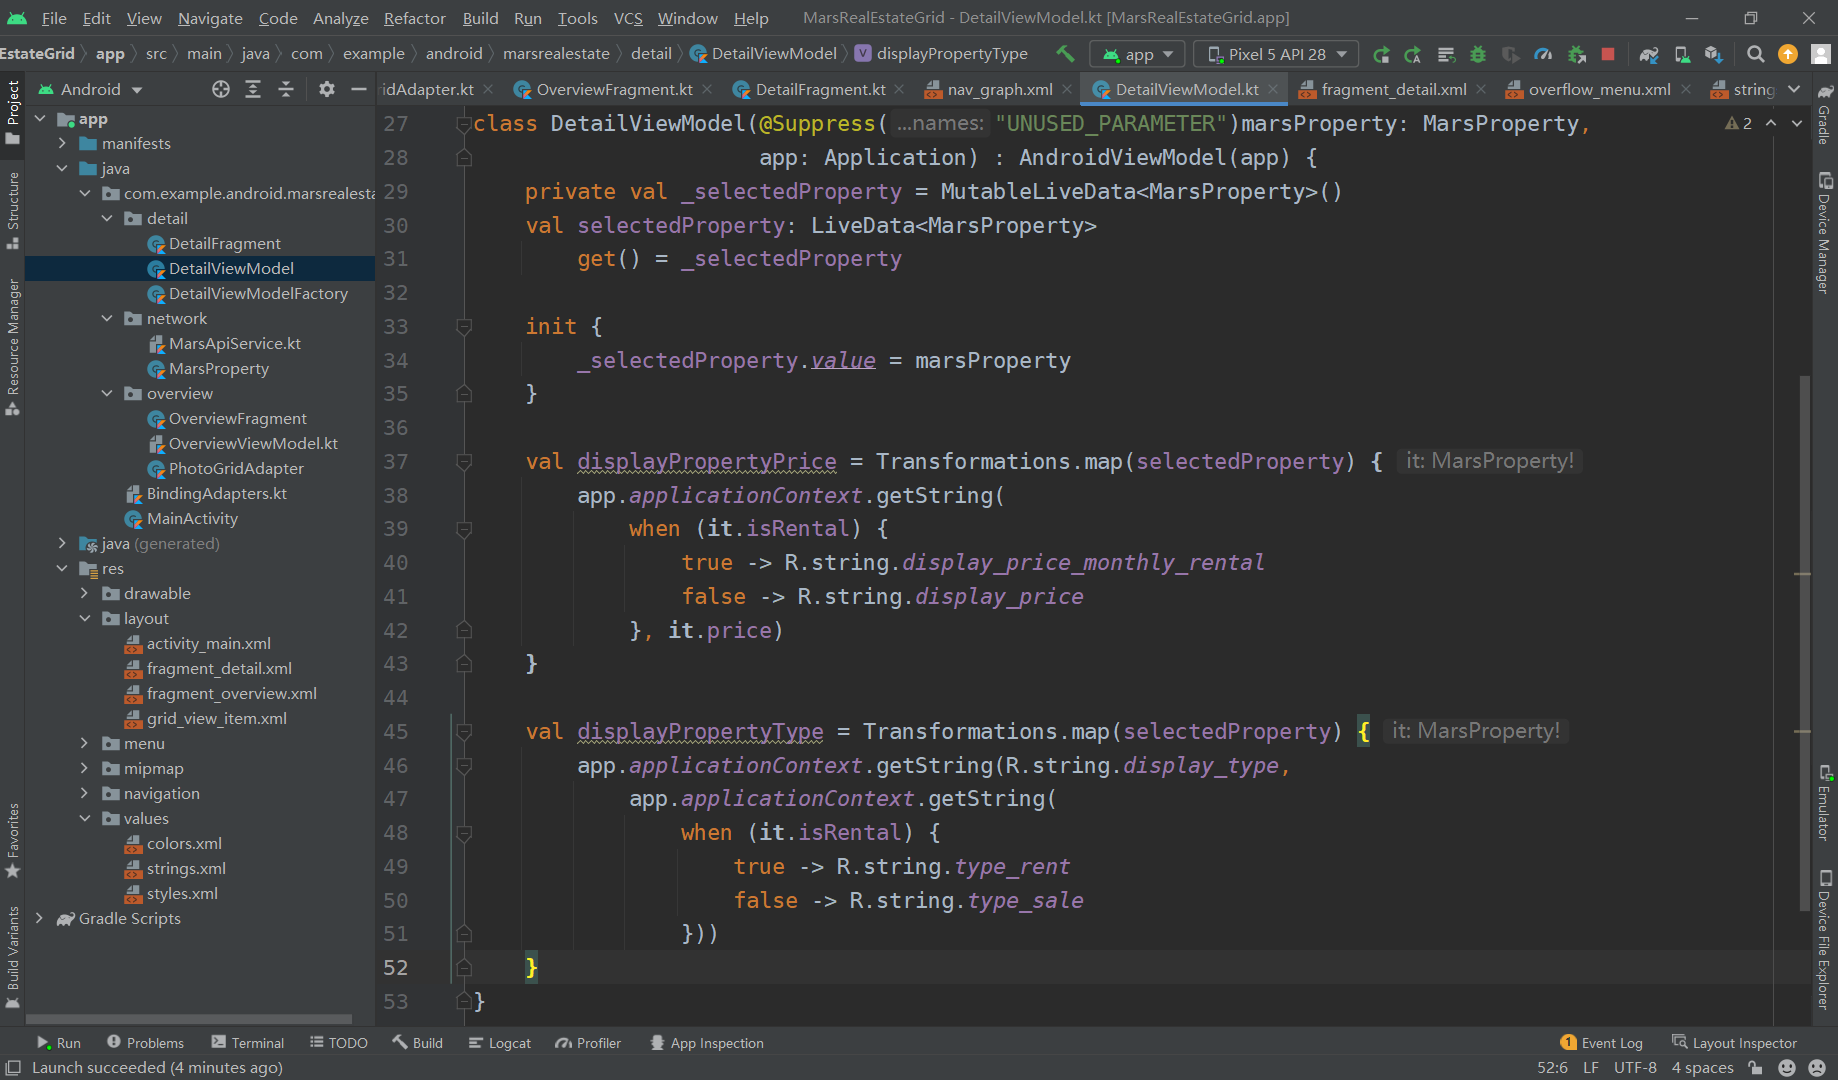 File Edit View Navigate Code Analyze Refactor Build Run Tools VCS Window Help MarsRealEstateGrid - DetailViewModel.kt [MarsRealEstateGrid.app]
EstateGrid app src main java com example android marsrealestate detail DetailViewModel displayPropertyType app Pixel 5 API 28
Project
Structure
Resource Manager
Favorites
Build Variants
Android
app
manifests
java
com.example.android.marsrealesta
detail
DetailFragment
DetailViewModel
DetailViewModelFactory
network
MarsApiService.kt
MarsProperty
overview
OverviewFragment
OverviewViewModel.kt
PhotoGridAdapter
BindingAdapters.kt
MainActivity
java (generated)
res
drawable
layout
activity_main.xml
fragment_detail.xml
fragment_overview.xml
grid_view_item.xml
menu
mipmap
navigation
values
colors.xml
strings.xml
styles.xml
Gradle Scripts
ridAdapter.kt OverviewFragment.kt DetailFragment.kt nav_graph.xml DetailViewModel.kt fragment_detail.xml overflow_menu.xml string
27 class DetailViewModel(@Suppress( ...names: "UNUSED_PARAMETER")marsProperty: MarsProperty, 2
28 app: Application) : AndroidViewModel(app) {
29 private val _selectedProperty = MutableLiveData<MarsProperty>()
30 val selectedProperty: LiveData<MarsProperty>
31 get() = _selectedProperty
32
33 init {
34 _selectedProperty.value = marsProperty
35 }
36
37 val displayPropertyPrice = Transformations.map(selectedProperty) { it: MarsProperty!
38 app.applicationContext.getString(
39 when (it.isRental) {
40 true -> R.string.display_price_monthly_rental
41 false -> R.string.display_price
42 }, it.price)
43 }
44
45 val displayPropertyType = Transformations.map(selectedProperty) { it: MarsProperty!
46 app.applicationContext.getString(R.string.display_type,
47 app.applicationContext.getString(
48 when (it.isRental) {
49 true -> R.string.type_rent
50 false -> R.string.type_sale
51 }))
52 }
53 }
Gradle
Device Manager
Emulator
Device File Explorer
Run Problems Terminal TODO Build Logcat Profiler App Inspection 1 Event Log Layout Inspector
Launch succeeded (4 minutes ago) 52:6 LF UTF-8 4 spaces